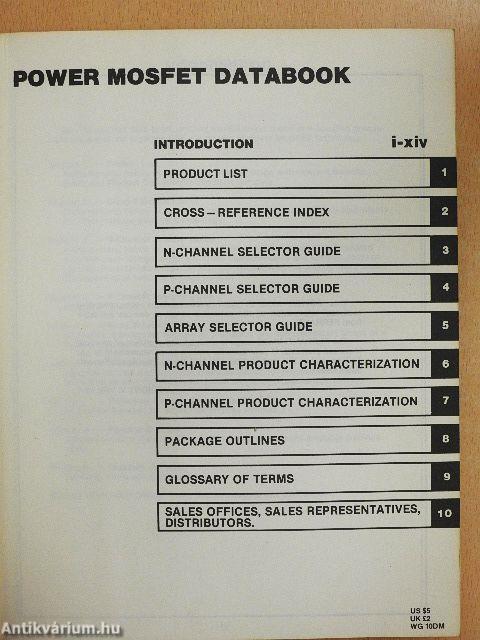 POWER MOSFET DATABOOK
INTRODUCTION i-xiv
PRODUCT LIST 1
CROSS – REFERENCE INDEX 2
N-CHANNEL SELECTOR GUIDE 3
P-CHANNEL SELECTOR GUIDE 4
ARRAY SELECTOR GUIDE 5
N-CHANNEL PRODUCT CHARACTERIZATION 6
P-CHANNEL PRODUCT CHARACTERIZATION 7
PACKAGE OUTLINES 8
GLOSSARY OF TERMS 9
SALES OFFICES, SALES REPRESENTATIVES, 10
DISTRIBUTORS.
US $5
UK £2
WG 10DM
Antikvárium.hu